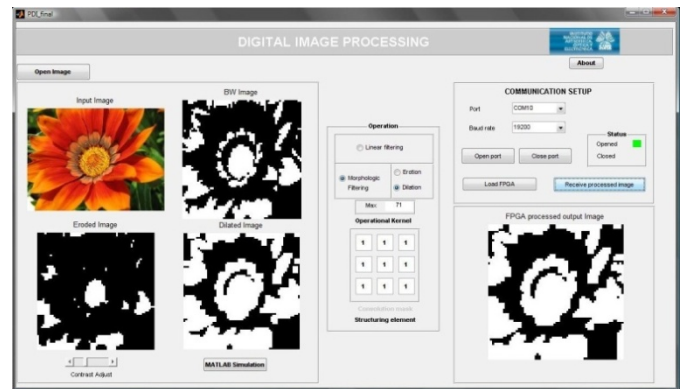 PDI_final
DIGITAL IMAGE PROCESSING
Open Image
About
Input Image
BW Image
Eroded Image
Dilated Image
Contrast Adjust
MATLAB Simulation
Operation
Linear filtering
Morphologic
Filtering
Erotion
Dilation
Max 71
Operational Kernel
1 1 1
1 1 1
1 1 1
Structuring element
COMMUNICATION SETUP
Port COM10
Baud rate 19200
Status
Opened
Closed
Open port Close port
Load FPGA Receive processed image
FPGA processed output Image